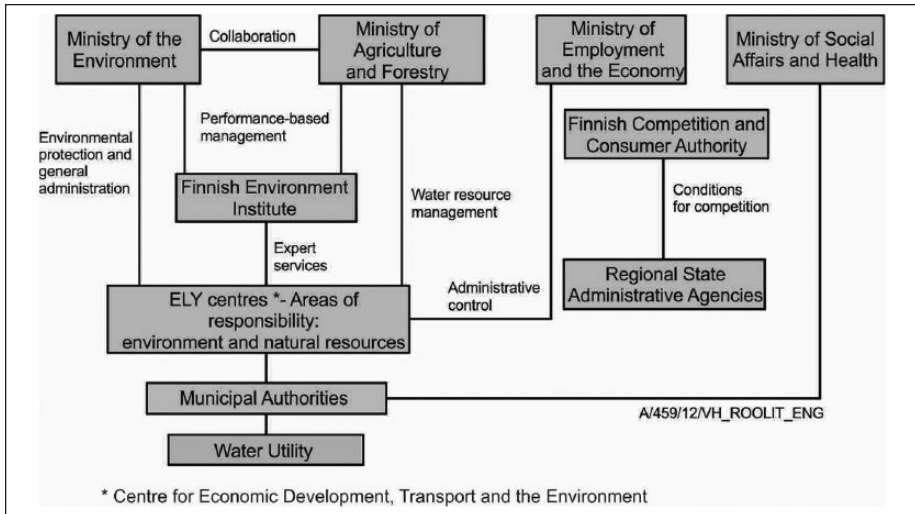 Ministry of the
Environment
Collaboration
Ministry of
Agriculture
and Forestry
Ministry of
Employment
and the Economy
Ministry of Social
Affairs and Health
Environmental
protection and
general
administration
Performance-based
management
Finnish Competition and
Consumer Authority
Finnish Environment
Institute
Water resource
management
Conditions
for competition
Expert
services
ELY centres *- Areas of
responsibility:
environment and natural resources
Administrative
control
Regional State
Administrative Agencies
Municipal Authorities
A/459/12/VH_ROOLIT_ENG
Water Utility
* Centre for Economic Development, Transport and the Environment